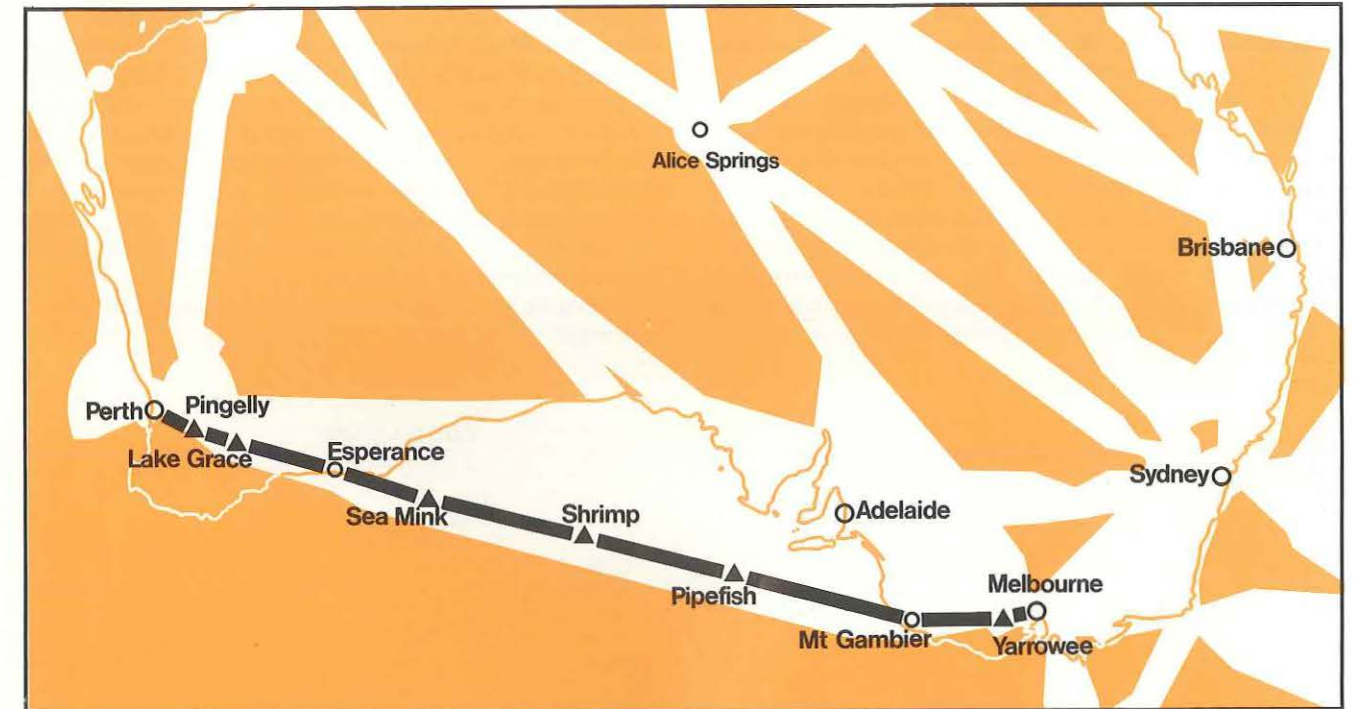 Alice Springs
Brisbane
Perth
Pingelly
Lake Grace
Esperance
Sea Mink
Shrimp
Sydney
Adelaide
Pipefish
Melbourne
Mt Gambier
Yarrowee